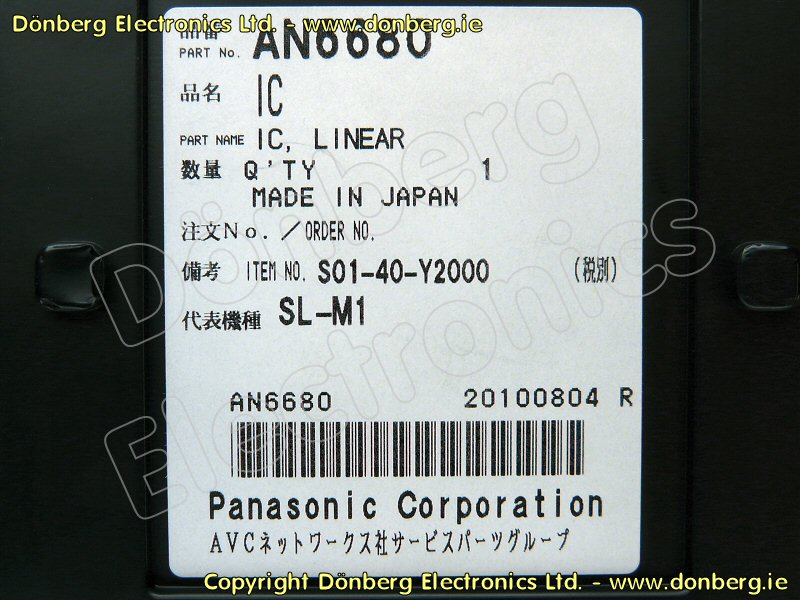 Dönberg Electronics Ltd. - www.donberg.ie
品番
PART No. AN6680
品名 IC
PART NAME IC, LINEAR
数量 Q'TY 1
MADE IN JAPAN
注文No.／ORDER NO.
備考 ITEM NO. S01-40-Y2000 (税別)
代表機種 SL-M1
AN6680 20100804 R
Panasonic Corporation
AVCネットワークス社サービスパーツグループ
Dönberg
Electronics
Copyright Dönberg Electronics Ltd. - www.donberg.ie